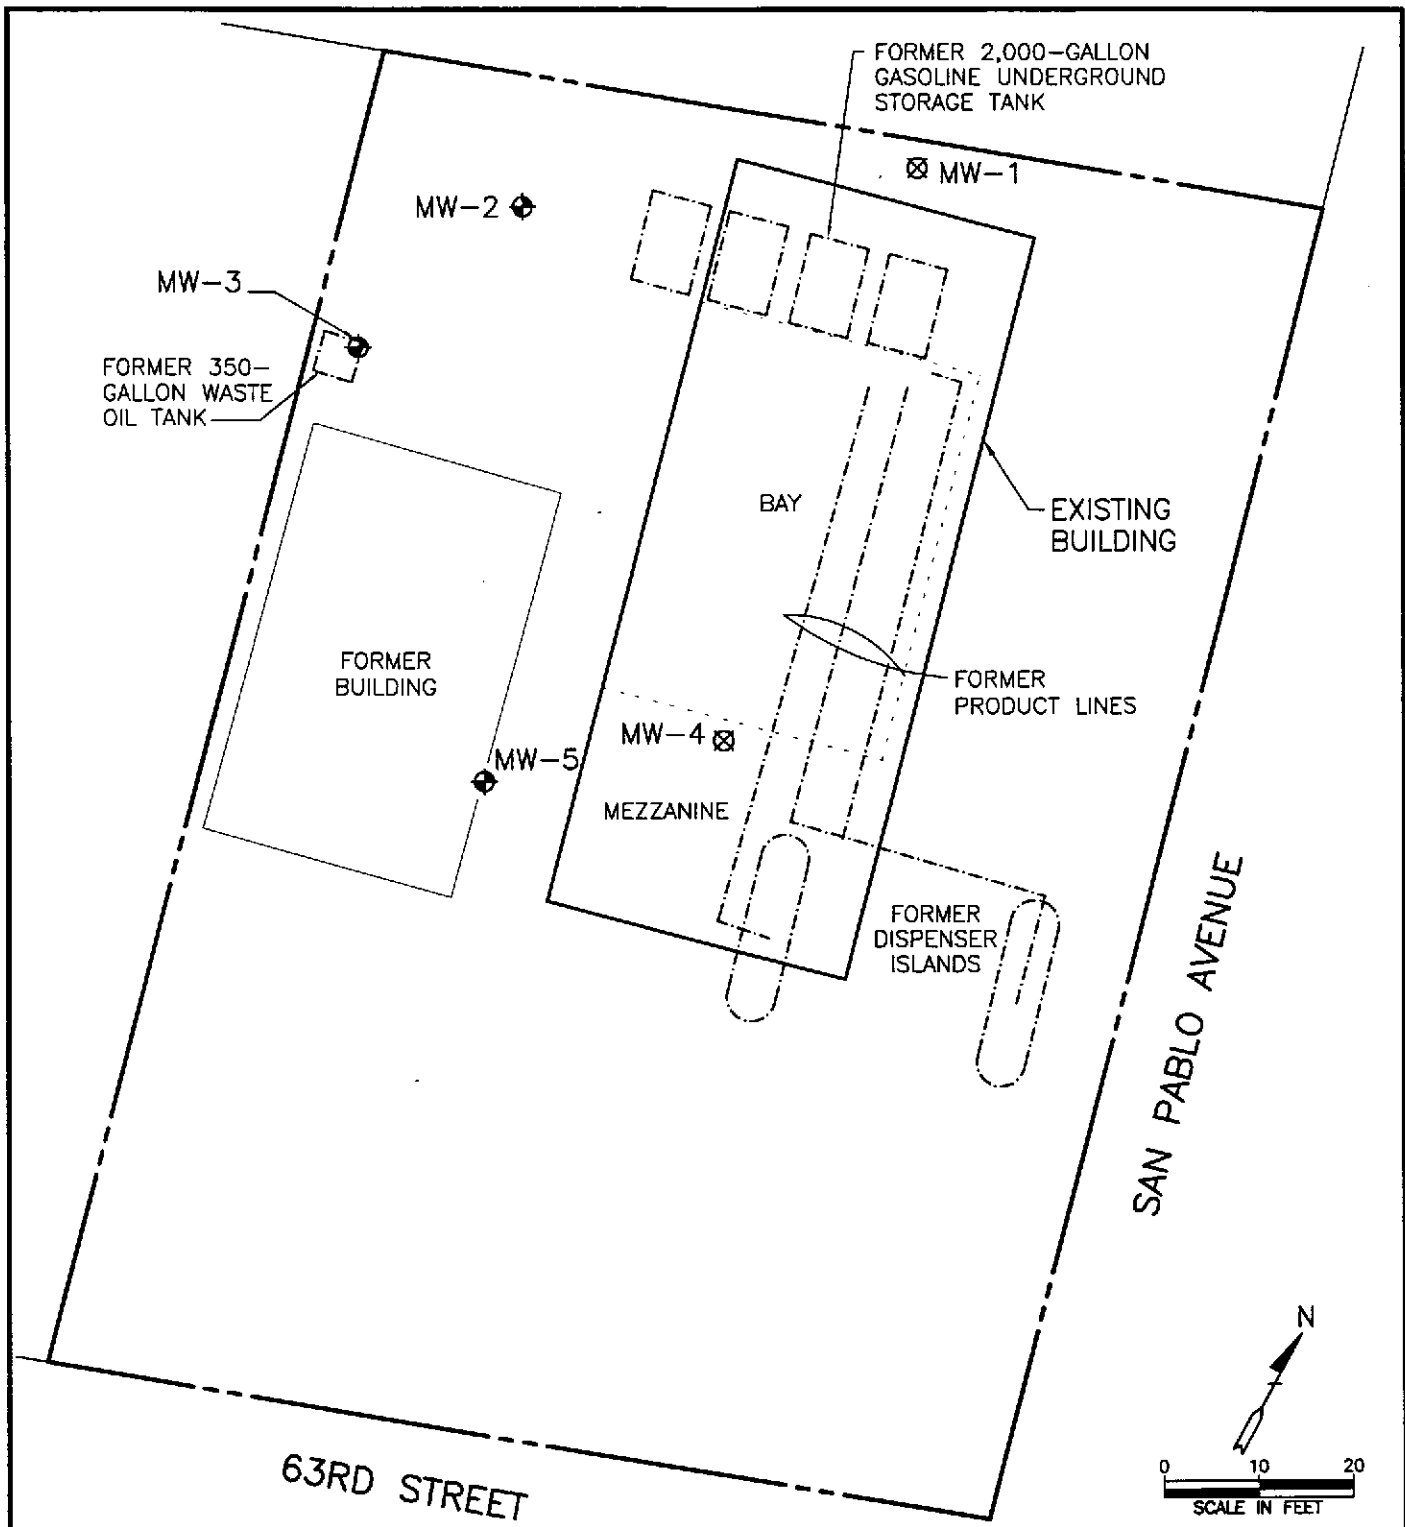 FORMER 2,000-GALLON
GASOLINE UNDERGROUND
STORAGE TANK
MW-1
MW-2
MW-3
FORMER 350-
GALLON WASTE
OIL TANK
BAY
EXISTING
BUILDING
FORMER
BUILDING
FORMER
PRODUCT LINES
MW-4
MW-5
MEZZANINE
FORMER
DISPENSER
ISLANDS
SAN PABLO AVENUE
63RD STREET
N
0 10 20
SCALE IN FEET